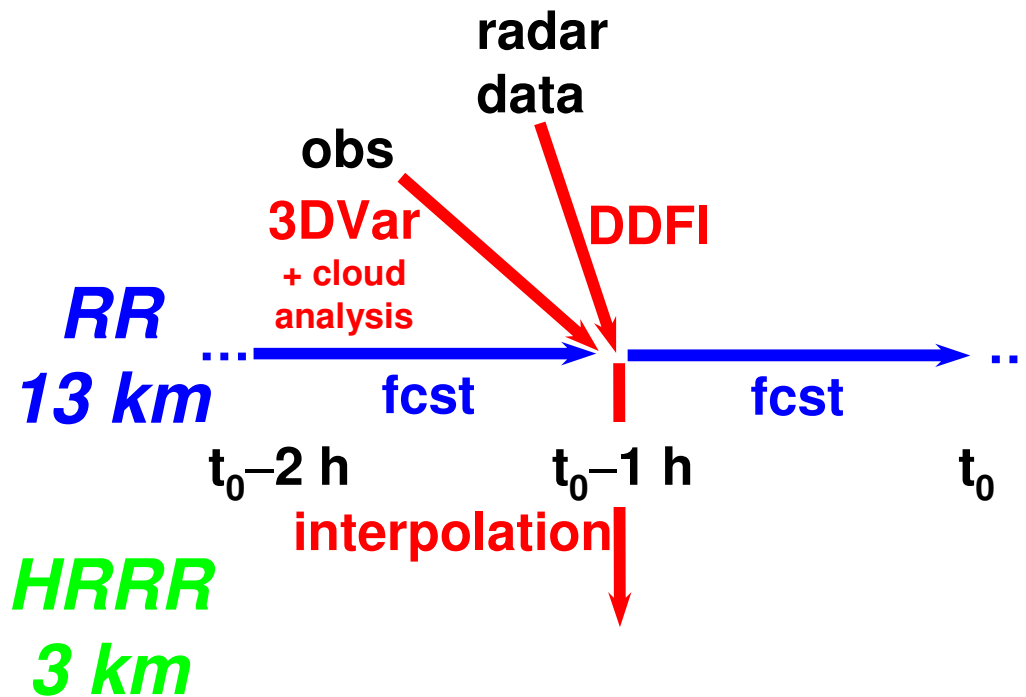 radar
data
obs
3DVar
+ cloud
analysis
DDFI
RR
13 km
...
fcst
fcst
..
t₀–2 h
t₀–1 h
t₀
interpolation
HRRR
3 km